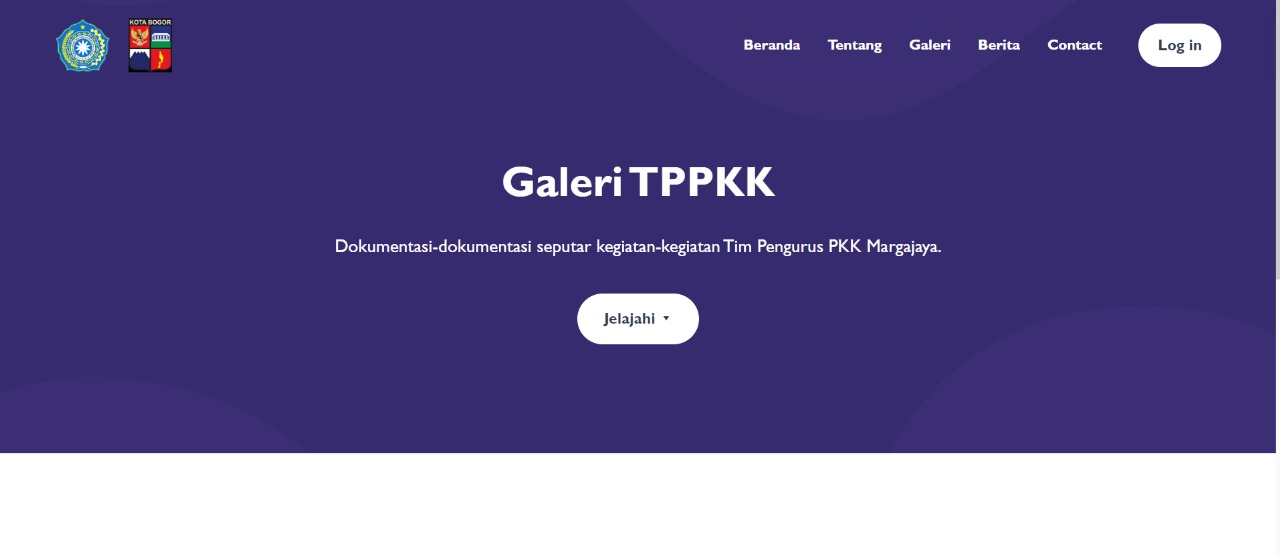 KOTA BOGOR
Beranda Tentang Galeri Berita Contact Log in
Galeri TPPKK
Dokumentasi-dokumentasi seputar kegiatan-kegiatan Tim Pengurus PKK Margajaya.
Jelajahi